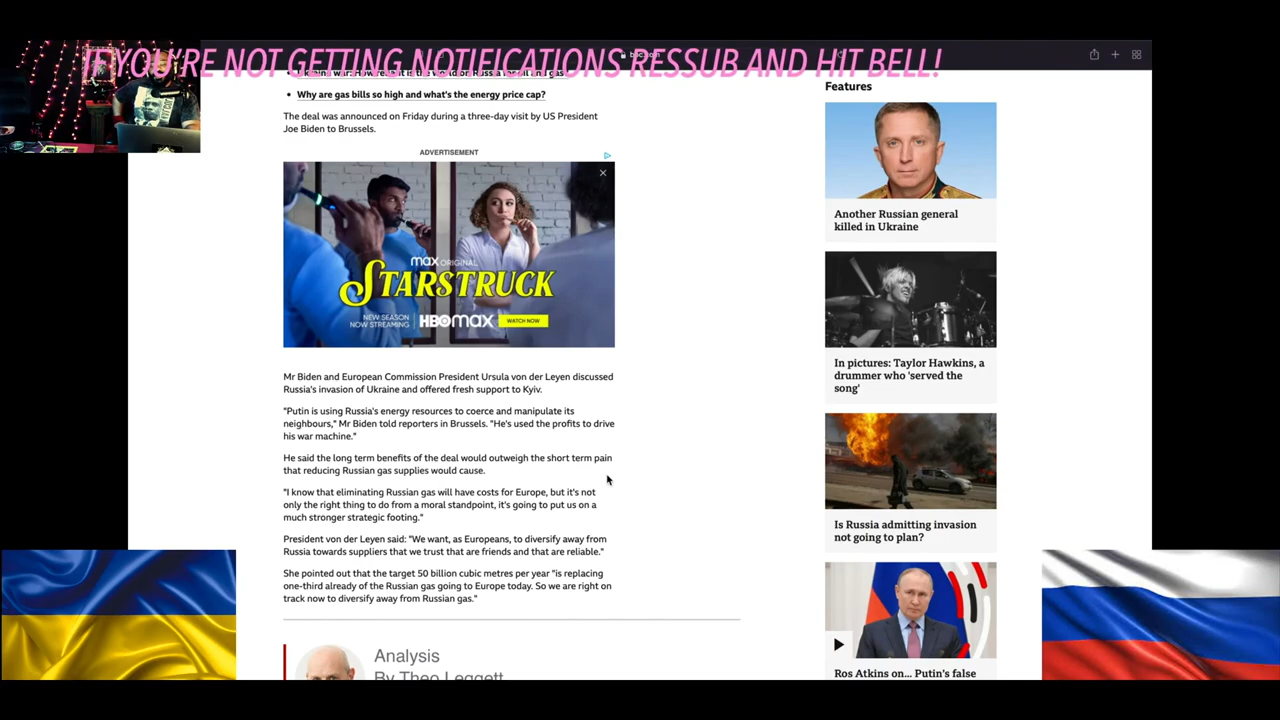 IF YOU'RE NOT GETTING NOTIFICATIONS RESSUB AND HIT BELL!
Why are gas bills so high and what's the energy price cap?
The deal was announced on Friday during a three-day visit by US President
Joe Biden to Brussels.
ADVERTISEMENT
max ORIGINAL
STARSTRUCK
NEW SEASON
NOW STREAMING
HBOmax
WATCH NOW
Mr Biden and European Commission President Ursula von der Leyen discussed
Russia's invasion of Ukraine and offered fresh support to Kyiv.
"Putin is using Russia's energy resources to coerce and manipulate its
neighbours," Mr Biden told reporters in Brussels. "He's used the profits to drive
his war machine."
He said the long term benefits of the deal would outweigh the short term pain
that reducing Russian gas supplies would cause.
"I know that eliminating Russian gas will have costs for Europe, but it's not
only the right thing to do from a moral standpoint, it's going to put us on a
much stronger strategic footing."
President von der Leyen said: "We want, as Europeans, to diversify away from
Russia towards suppliers that we trust that are friends and that are reliable."
She pointed out that the target 50 billion cubic metres per year "is replacing
one-third already of the Russian gas going to Europe today. So we are right on
track now to diversify away from Russian gas."
Analysis
By Theo Leggett
Features
Another Russian general
killed in Ukraine
In pictures: Taylor Hawkins, a
drummer who 'served the
song'
Is Russia admitting invasion
not going to plan?
Ros Atkins on... Putin's false